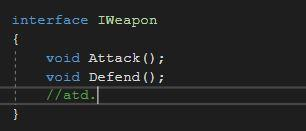 interface IWeapon
{
    void Attack();
    void Defend();
    //atd.
}